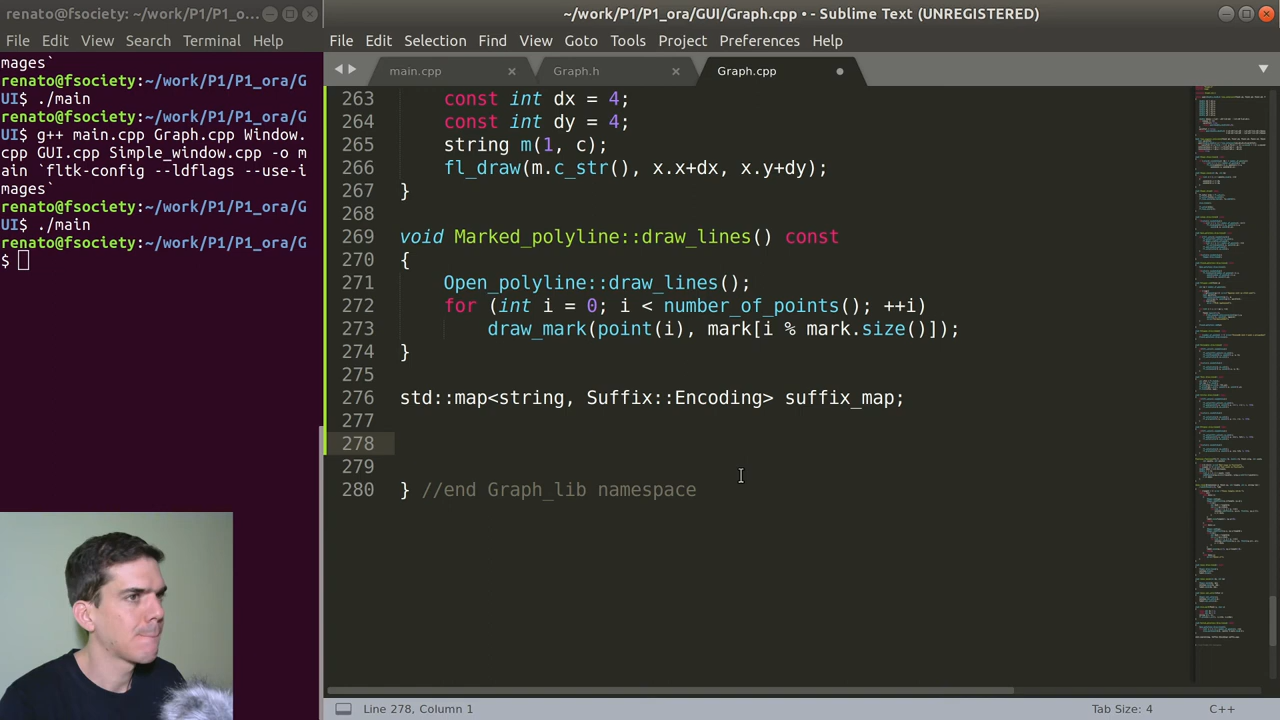 renato@fsociety: ~/work/P1/P1_o...
File Edit View Search Terminal Help
mages`
renato@fsociety:~/work/P1/P1_ora/G
UI$ ./main
renato@fsociety:~/work/P1/P1_ora/G
UI$ g++ main.cpp Graph.cpp Window.
cpp GUI.cpp Simple_window.cpp -o m
ain `fltk-config --ldflags --use-i
mages`
renato@fsociety:~/work/P1/P1_ora/G
UI$ ./main
renato@fsociety:~/work/P1/P1_ora/G
$
~/work/P1/P1_ora/GUI/Graph.cpp • - Sublime Text (UNREGISTERED)
File Edit Selection Find View Goto Tools Project Preferences Help
main.cpp Graph.h Graph.cpp
263 const int dx = 4;
264 const int dy = 4;
265 string m(1, c);
266 fl_draw(m.c_str(), x.x+dx, x.y+dy);
267 }
268
269 void Marked_polyline::draw_lines() const
270 {
271 Open_polyline::draw_lines();
272 for (int i = 0; i < number_of_points(); ++i)
273 draw_mark(point(i), mark[i % mark.size()]);
274 }
275
276 std::map<string, Suffix::Encoding> suffix_map;
277
278
279
280 } //end Graph_lib namespace
Line 278, Column 1
Tab Size: 4
C++